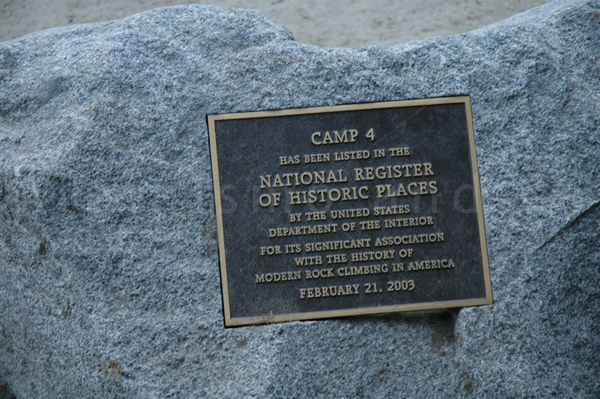 CAMP 4
HAS BEEN LISTED IN THE
NATIONAL REGISTER
OF HISTORIC PLACES
BY THE UNITED STATES
DEPARTMENT OF THE INTERIOR
FOR ITS SIGNIFICANT ASSOCIATION
WITH THE HISTORY OF
MODERN ROCK CLIMBING IN AMERICA
FEBRUARY 21, 2003